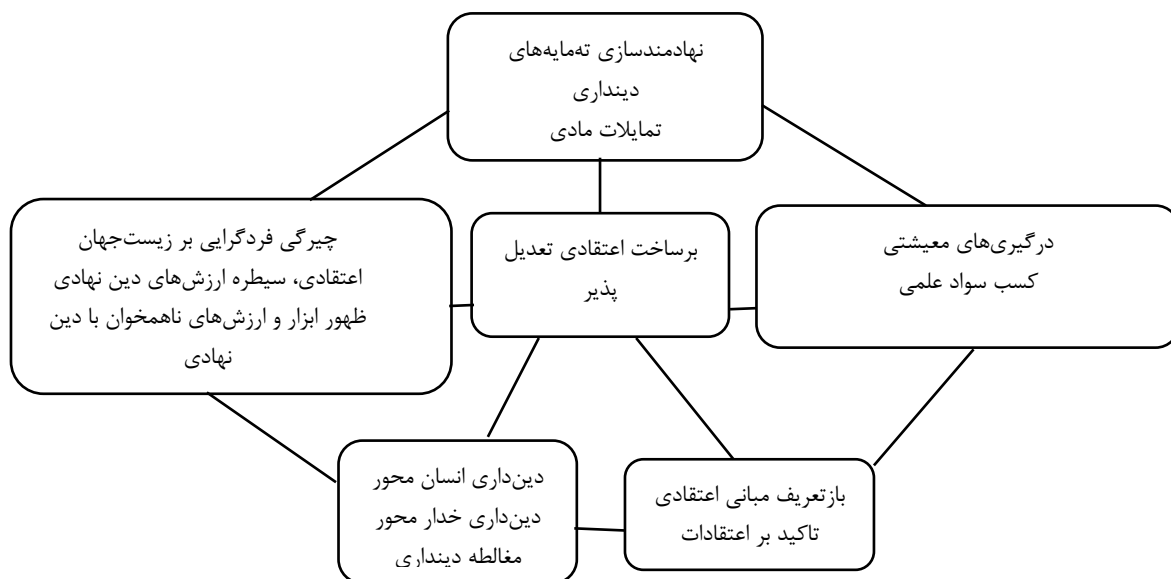 نهادمندسازی ته‌مایه‌های
دینداری
تمایلات مادی
درگیری‌های معیشتی
کسب سواد علمی
برساخت اعتقادی تعدیل
پذیر
چیرگی فردگرایی بر زیست‌جهان
اعتقادی، سیطره ارزش‌های دین نهادی
ظهور ابزار و ارزش‌های ناهمخوان با دین
نهادی
بازتعریف مبانی اعتقادی
تاکید بر اعتقادات
دین‌داری انسان محور
دین‌داری خدار محور
مغالطه دینداری